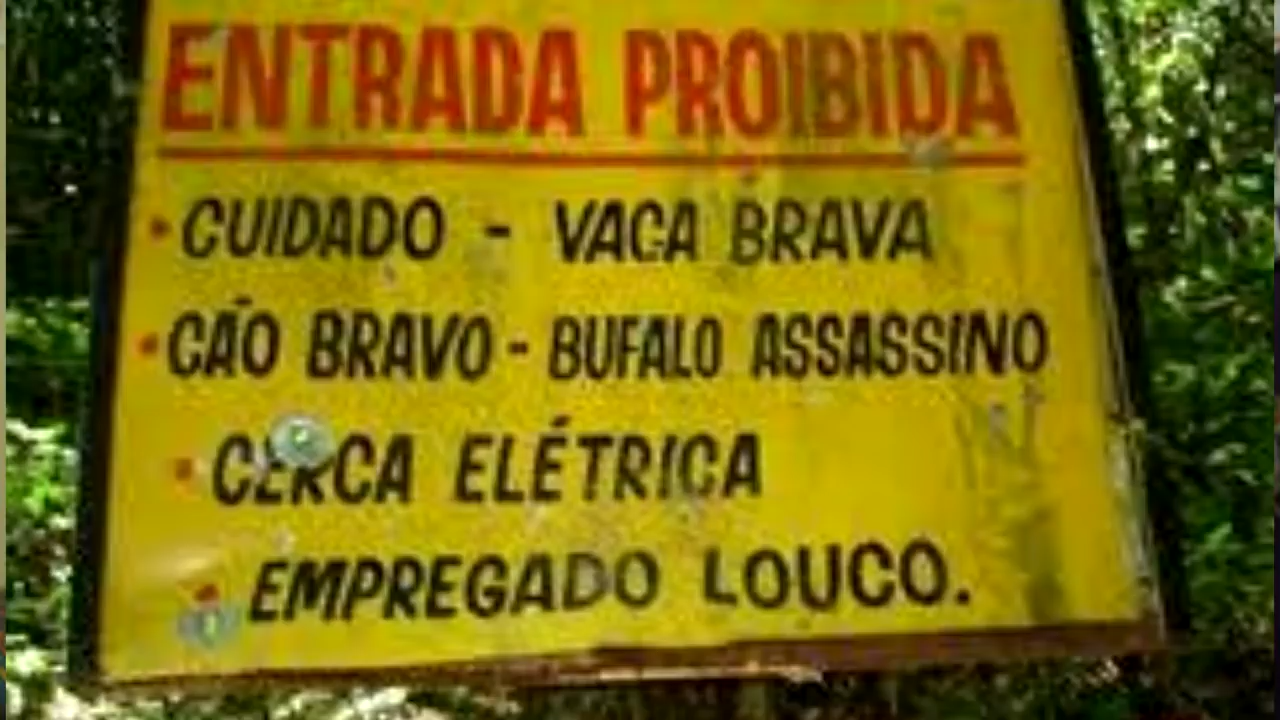 ENTRADA PROIBIDA
• CUIDADO - VACA BRAVA
• CÃO BRAVO - BUFALO ASSASSINO
• CERCA ELÉTRICA
• EMPREGADO LOUCO.